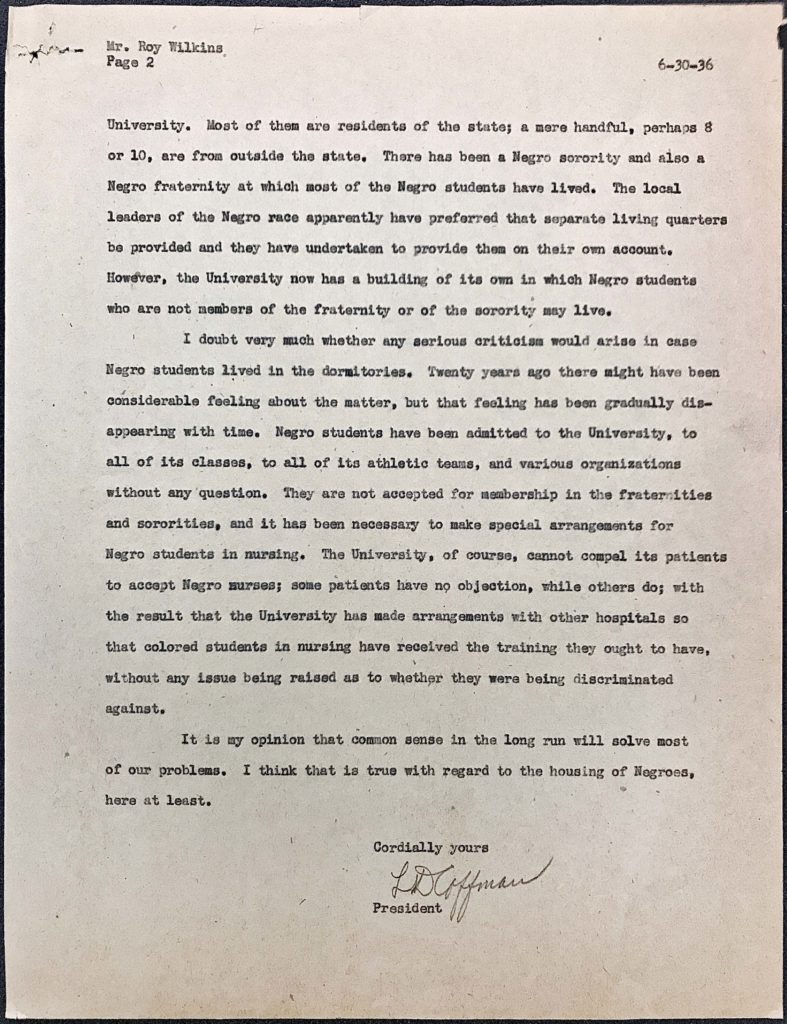 Mr. Roy Wilkins
Page 2
6-30-36
University. Most of them are residents of the state; a mere handful, perhaps 8
or 10, are from outside the state. There has been a Negro sorority and also a
Negro fraternity at which most of the Negro students have lived. The local
leaders of the Negro race apparently have preferred that separate living quarters
be provided and they have undertaken to provide them on their own account.
However, the University now has a building of its own in which Negro students
who are not members of the fraternity or of the sorority may live.
I doubt very much whether any serious criticism would arise in case
Negro students lived in the dormitories. Twenty years ago there might have been
considerable feeling about the matter, but that feeling has been gradually dis-
appearing with time. Negro students have been admitted to the University, to
all of its classes, to all of its athletic teams, and various organizations
without any question. They are not accepted for membership in the fraternities
and sororities, and it has been necessary to make special arrangements for
Negro students in nursing. The University, of course, cannot compel its patients
to accept Negro nurses; some patients have no objection, while others do; with
the result that the University has made arrangements with other hospitals so
that colored students in nursing have received the training they ought to have,
without any issue being raised as to whether they were being discriminated
against.
It is my opinion that common sense in the long run will solve most
of our problems. I think that is true with regard to the housing of Negroes,
here at least.
Cordially yours
L D Coffman
President